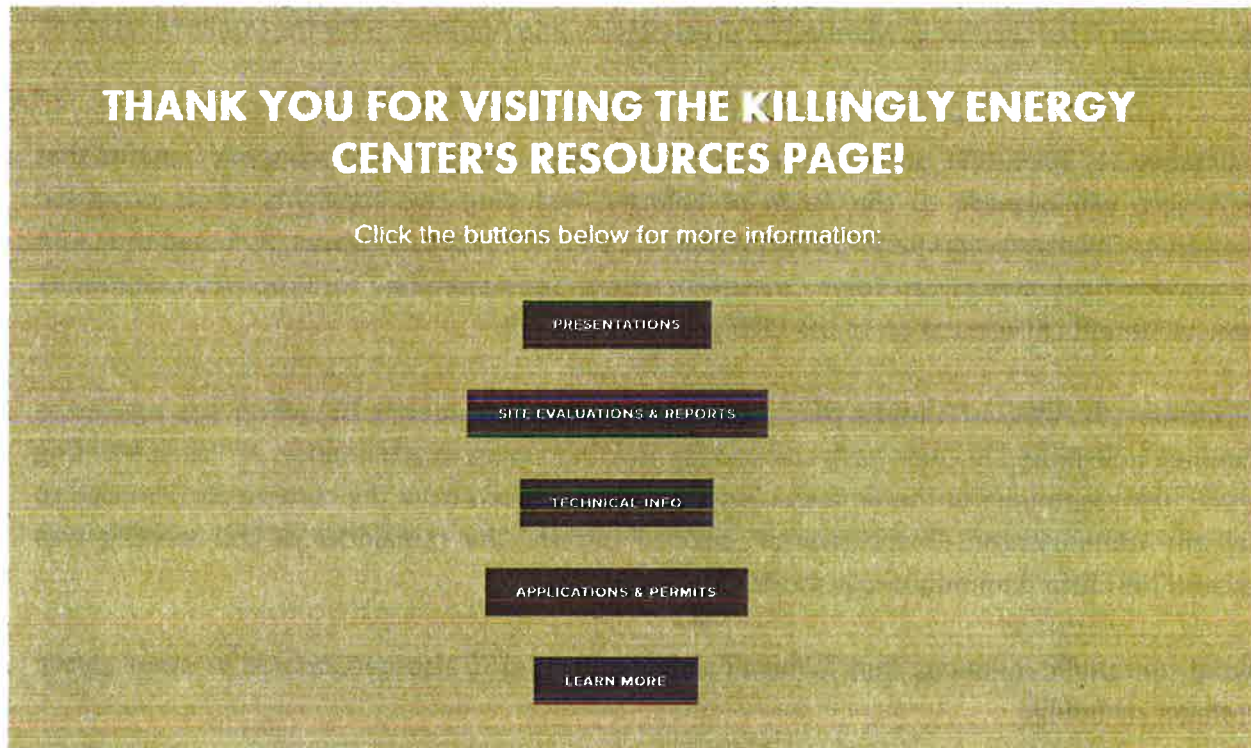 THANK YOU FOR VISITING THE KILLINGLY ENERGY
CENTER'S RESOURCES PAGE!
Click the buttons below for more information:
PRESENTATIONS
SITE EVALUATIONS & REPORTS
TECHNICAL INFO
APPLICATIONS & PERMITS
LEARN MORE